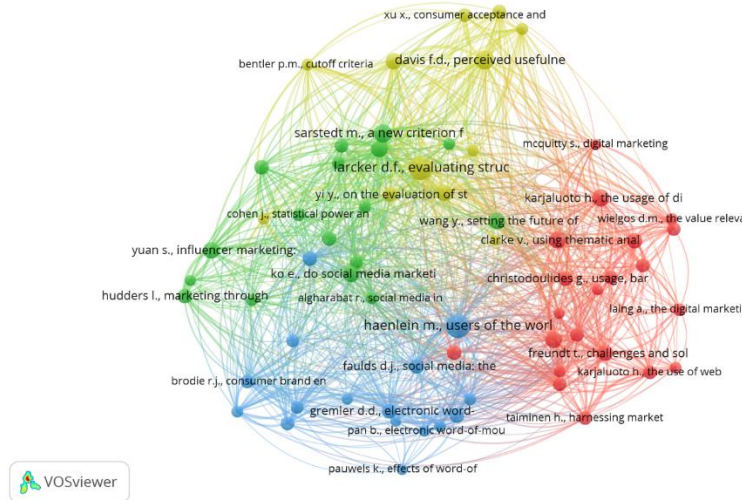 xu x., consumer acceptance and
bentler p.m., cutoff criteria
davis f.d., perceived usefulne
sarstedt m., a new criterion f
mcquitty s., digital marketing
larcker d.f., evaluating struc
yi y., on the evaluation of st
karjaluoto h., the usage of di
cohen j., statistical power an
wang y., setting the future of
wielgos d.m., the value releva
clarke v., using thematic anal
yuan s., influencer marketing:
ko e., do social media marketi
christodoulides g., usage, bar
hudders l., marketing through
algharabat r., social media in
laing a., the digital marketi
haenlein m., users of the worl
freundt t., challenges and sol
faulds d.j., social media: the
karjaluoto h., the use of web
brodie r.j., consumer brand en
gremler d.d., electronic word-
taiminen h., harnessing market
pan b., electronic word-of-mou
pauwels k., effects of word-of
VOSviewer